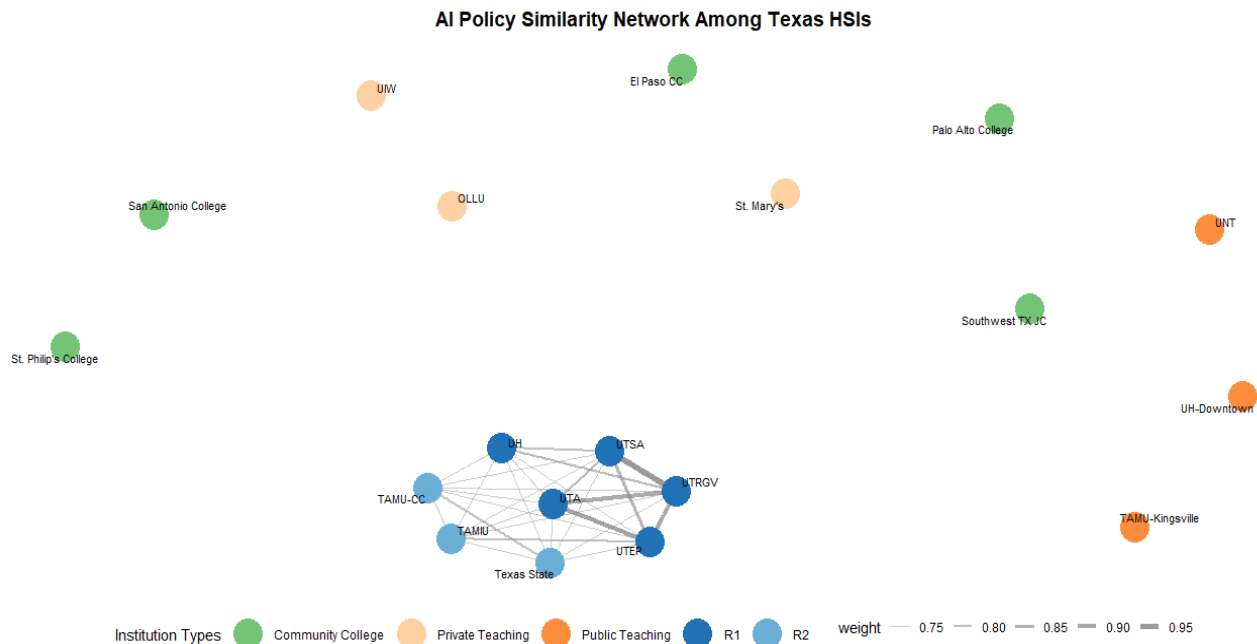 AI Policy Similarity Network Among Texas HSIs
El Paso CC
UIW
Palo Alto College
OLLU
St. Mary's
San Antonio College
UNT
Southwest TX JC
St. Philip's College
UH-Downtown
UH
UTSA
UTRGV
TAMU-CC
UTA
TAMU-Kingsville
TAMIU
UTEP
Texas State
Institution Types Community College Private Teaching Public Teaching R1 R2 weight 0.75 0.80 0.85 0.90 0.95